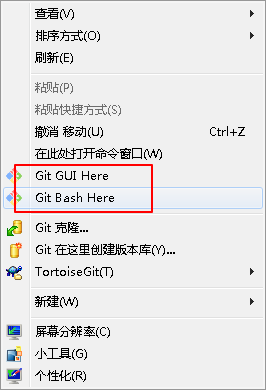 查看(V)
排序方式(O)
刷新(E)
粘贴(P)
粘贴快捷方式(S)
撤消 移动(U) Ctrl+Z
在此处打开命令窗口(W)
Git GUI Here
Git Bash Here
Git 克隆...
Git 在这里创建版本库(Y)...
TortoiseGit(T)
新建(W)
屏幕分辨率(C)
小工具(G)
个性化(R)